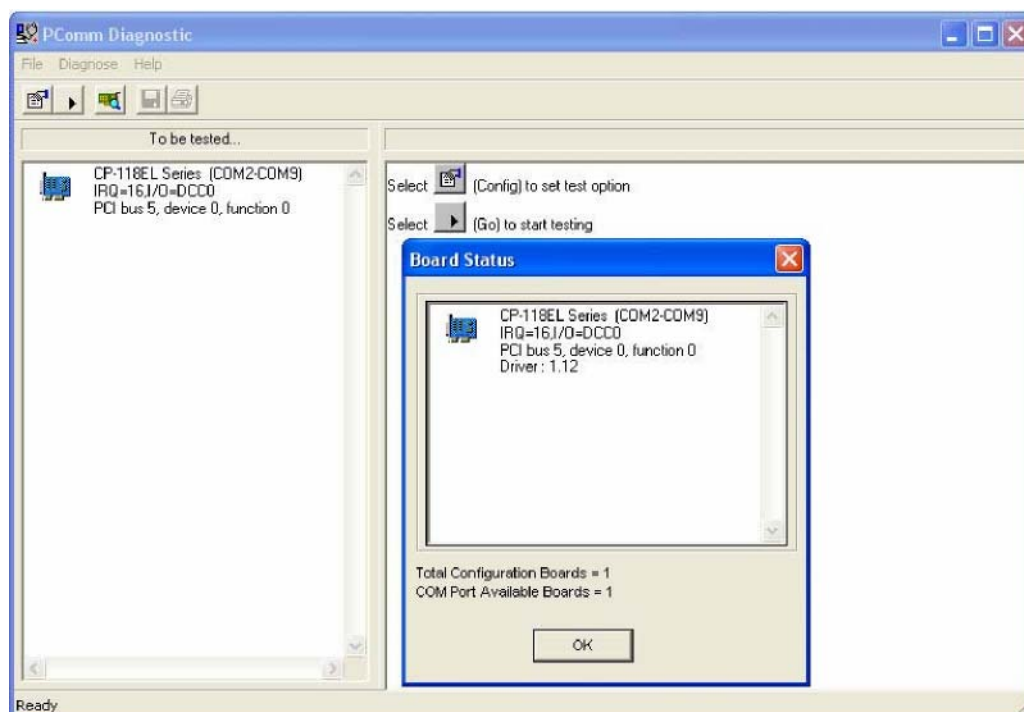 PComm Diagnostic
File Diagnose Help
To be tested...
CP-118EL Series (COM2-COM9)
IRQ=16,I/O=DCC0
PCI bus 5, device 0, function 0
Select (Config) to set test option
Select (Go) to start testing
Board Status
CP-118EL Series (COM2-COM9)
IRQ=16,I/O=DCC0
PCI bus 5, device 0, function 0
Driver : 1.12
Total Configuration Boards = 1
COM Port Available Boards = 1
OK
Ready